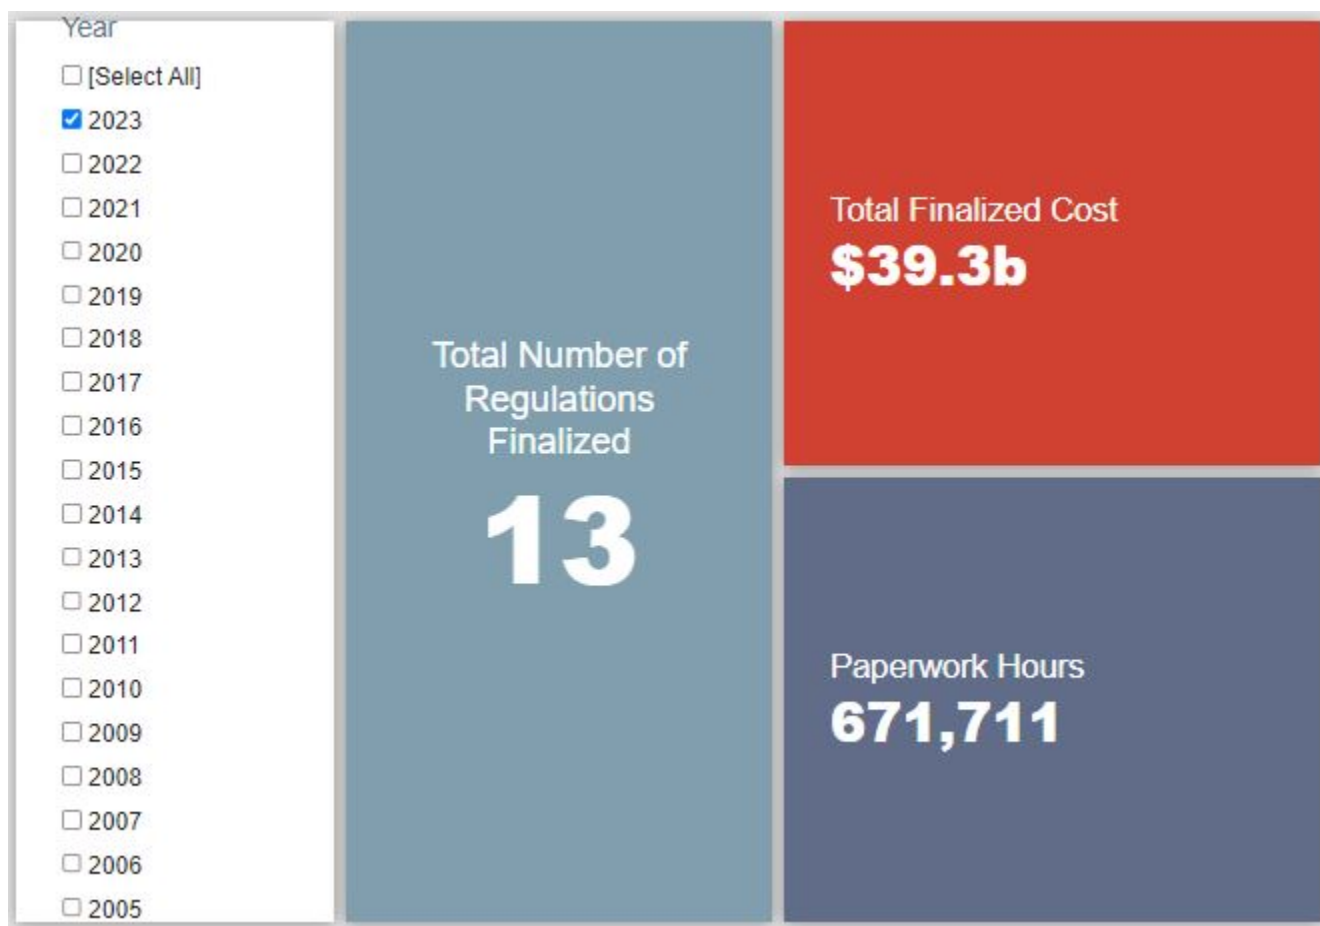 Year
[Select All]
2023
2022
2021
2020
2019
2018
2017
2016
2015
2014
2013
2012
2011
2010
2009
2008
2007
2006
2005
Total Number of
Regulations
Finalized
13
Total Finalized Cost
$39.3b
Paperwork Hours
671,711